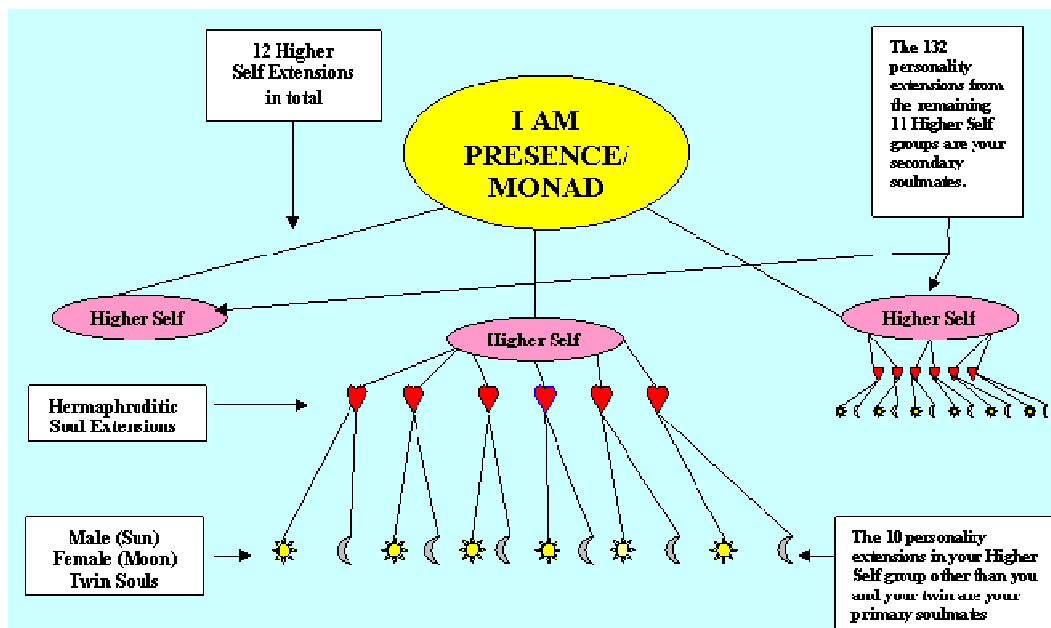 12 Higher
Self Extensions
in total
I AM
PRESENCE/
MONAD
The 132
personality
extensions from
the remaining
11 Higher Self
groups are your
secondary
soulmates.
Higher Self
Higher Self
Higher Self
Hermaphroditic
Soul Extensions
Male (Sun)
Female (Moon)
Twin Souls
The 10 personality
extensions in your Higher
Self group other than you
and your twin are your
primary soulmates